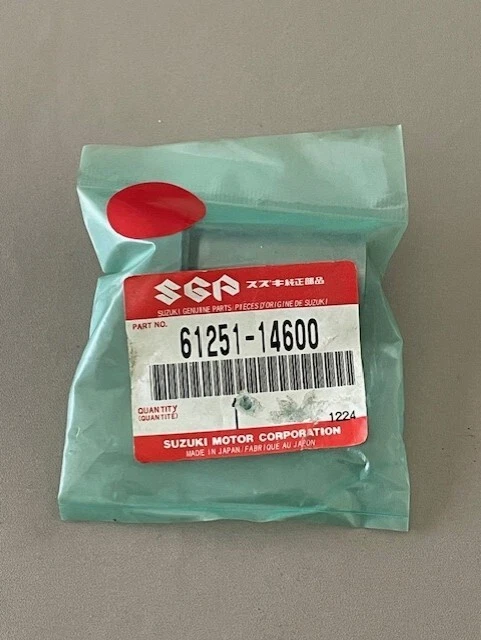 SGP スズキ純正部品
SUZUKI GENUINE PARTS/PIÈCES D'ORIGINE DE SUZUKI
PART NO.
61251-14600
QUANTITY
(QUANTITÉ)
1
1224
SUZUKI MOTOR CORPORATION
MADE IN JAPAN/FABRIQUÉ AU JAPON